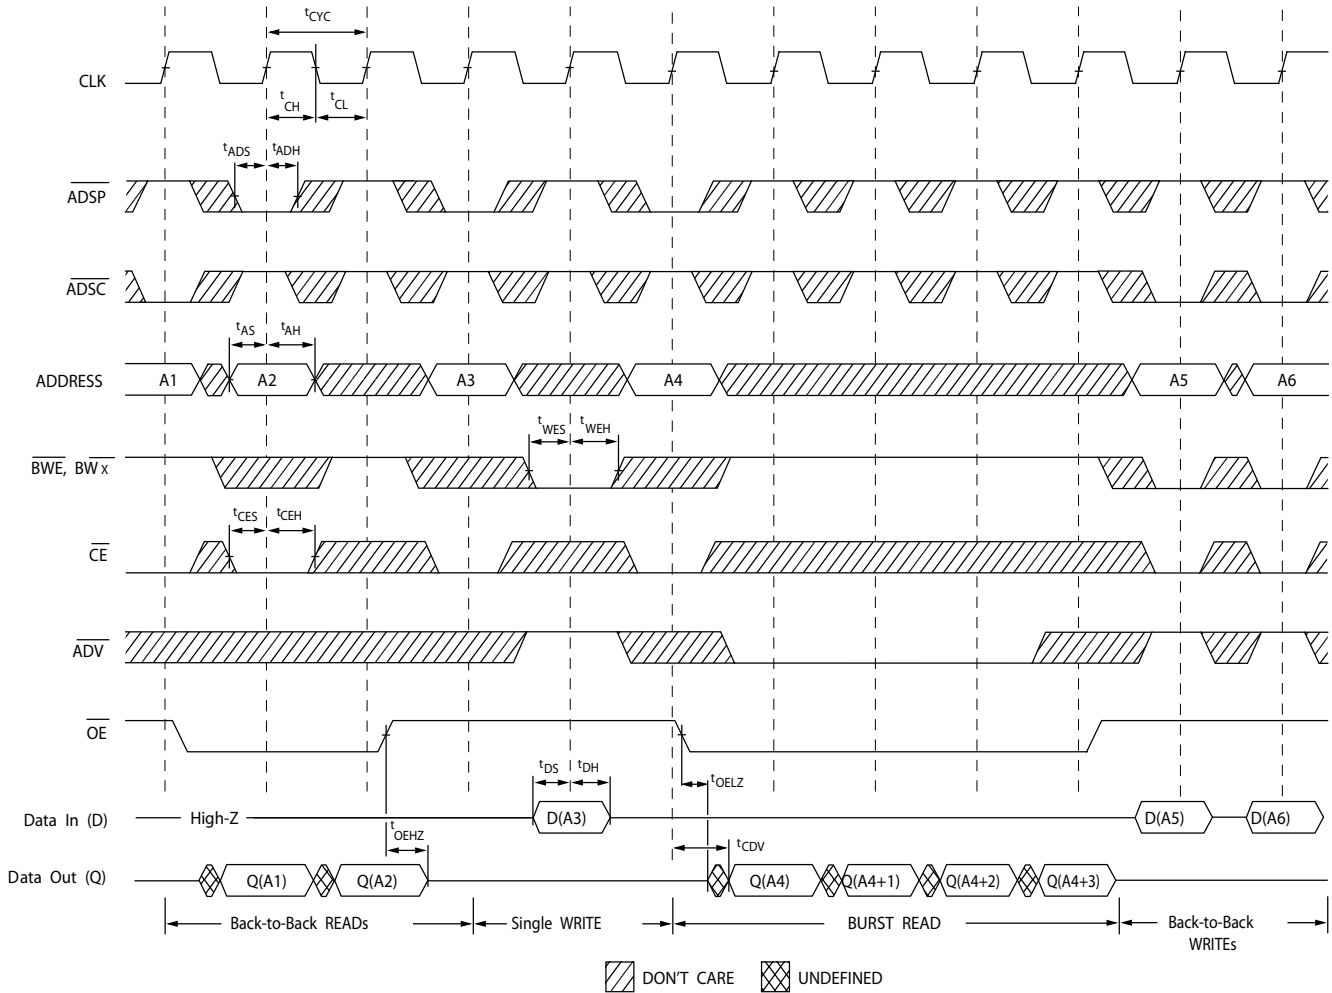 tCYC
CLK
tCH
tCL
tADS
tADH
ADSP
ADSC
tAS
tAH
ADDRESS
A1
A2
A3
A4
A5
A6
tWES
tWEH
BWE, BWx
tCES
tCEH
CE
ADV
OE
tDS
tDH
tOELZ
Data In (D)
High-Z
D(A3)
D(A5)
D(A6)
tOEHZ
tCDV
Data Out (Q)
Q(A1)
Q(A2)
Q(A4)
Q(A4+1)
Q(A4+2)
Q(A4+3)
Back-to-Back READs
Single WRITE
BURST READ
Back-to-Back
WRITEs
DON'T CARE
UNDEFINED